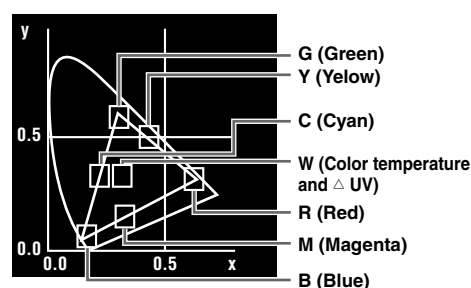 y
G (Green)
Y (Yelow)
0.5
C (Cyan)
W (Color temperature
and △ UV)
R (Red)
M (Magenta)
0.0
0.0 0.5 x
B (Blue)